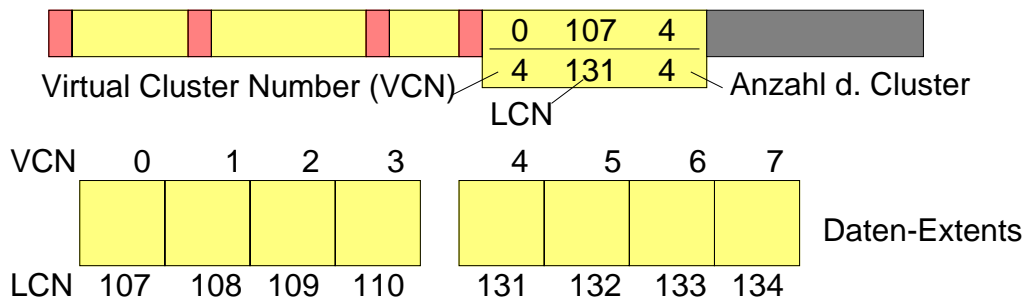 0 107 4
4 131 4
Virtual Cluster Number (VCN)
LCN
Anzahl d. Cluster
VCN 0 1 2 3 4 5 6 7
Daten-Extents
LCN 107 108 109 110 131 132 133 134